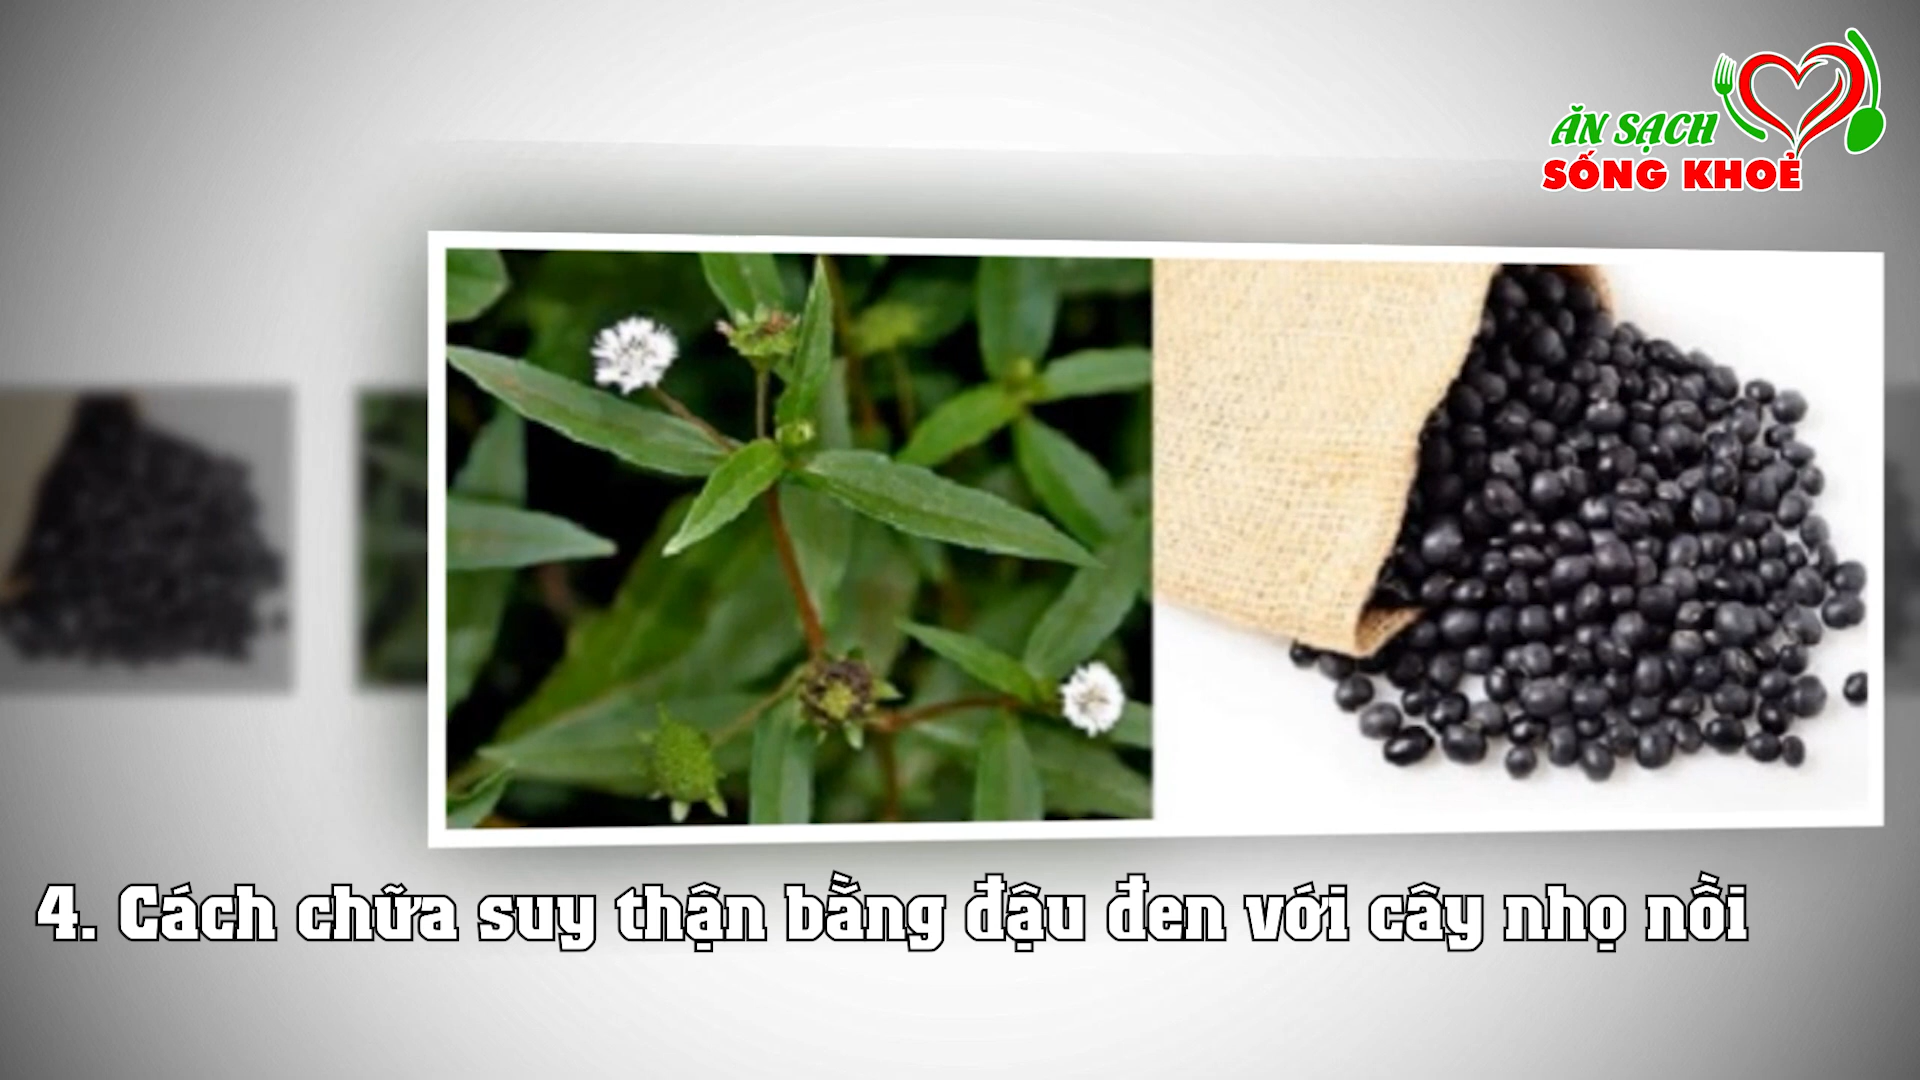 ĂN SẠCH
SỐNG KHOẺ
4. Cách chữa suy thận bằng đậu đen với cây nhọ nồi